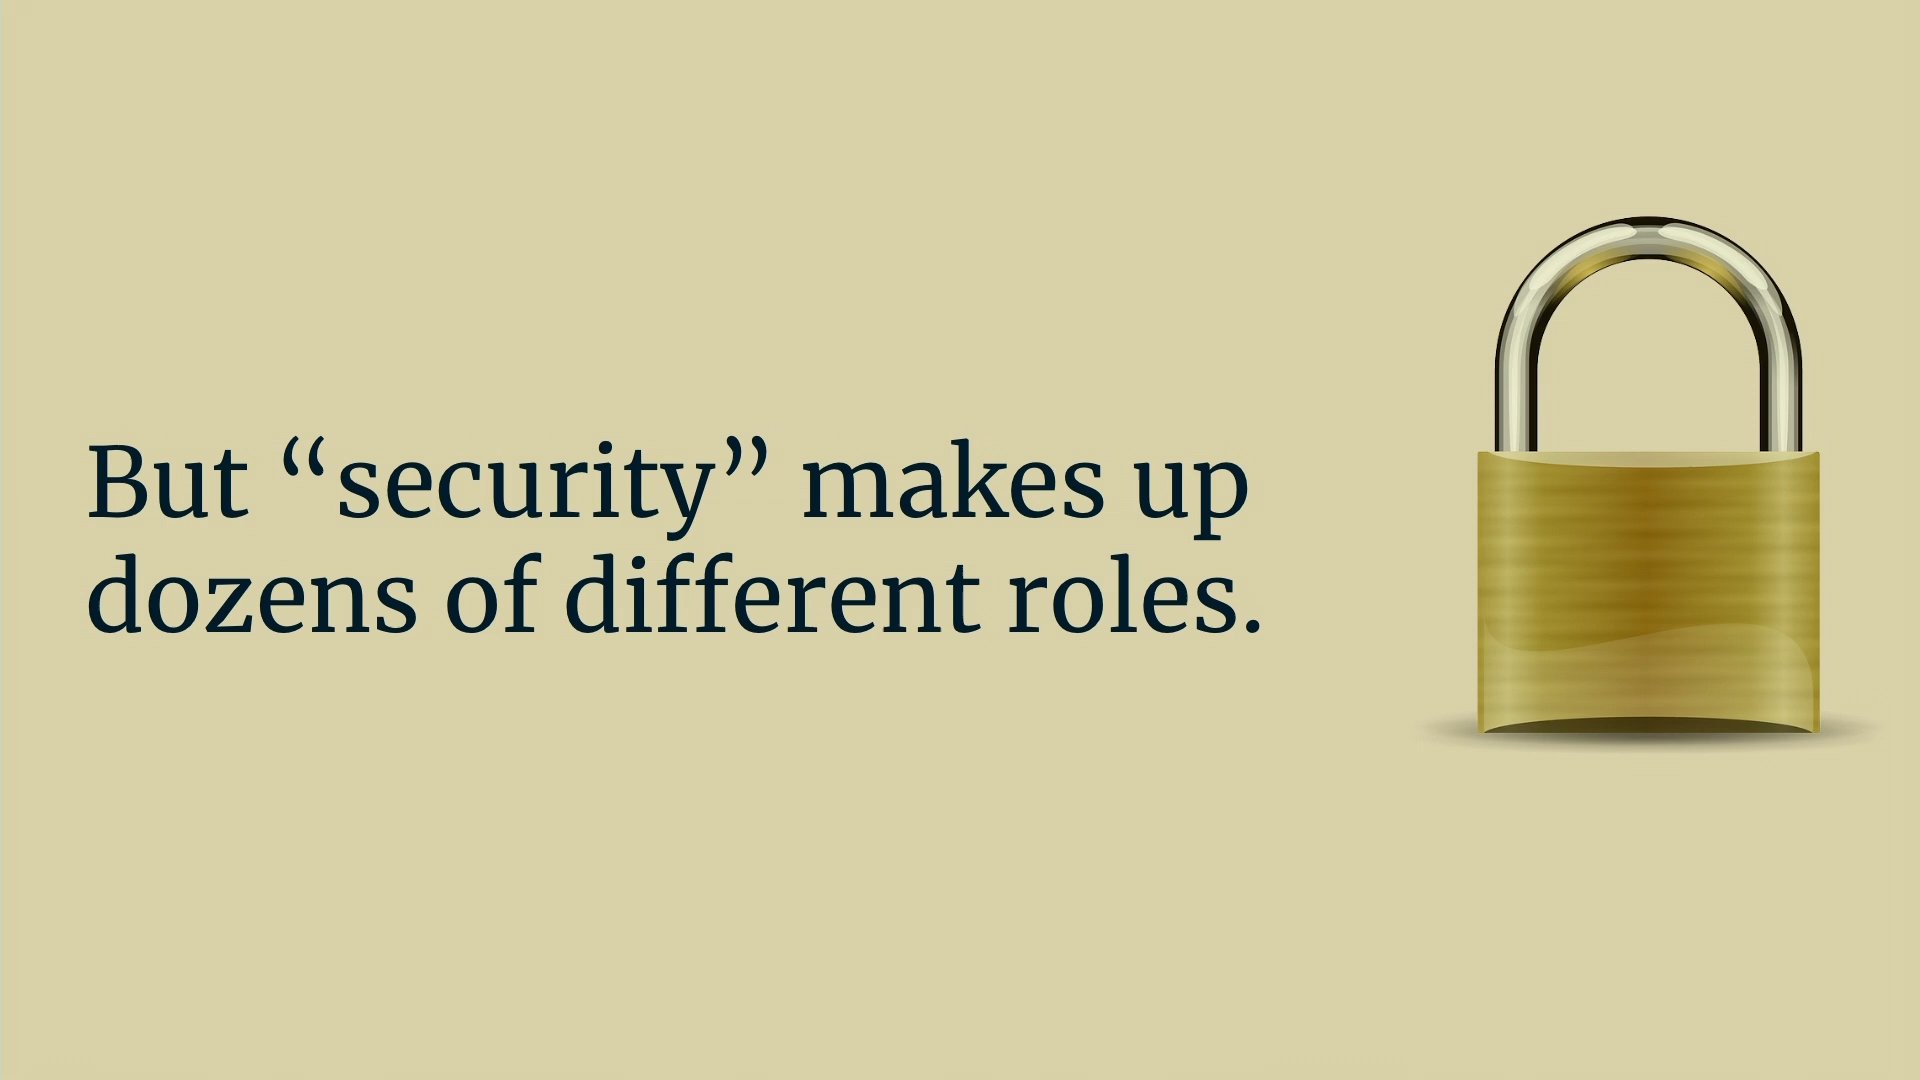 But “security” makes up
dozens of different roles.